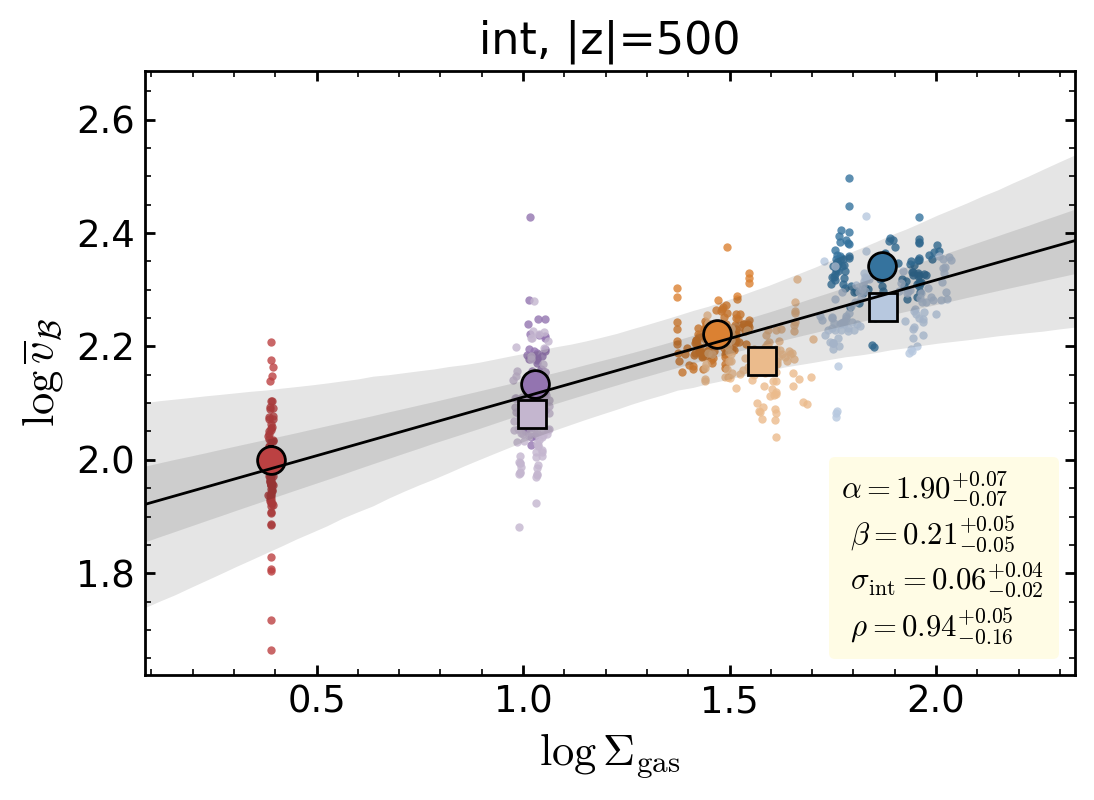 int, |z|=500
2.6
2.4
2.2
2.0
1.8
log v̅_ℬ
α = 1.90^{+0.07}_{-0.07}
β = 0.21^{+0.05}_{-0.05}
σ_int = 0.06^{+0.04}_{-0.02}
ρ = 0.94^{+0.05}_{-0.16}
0.5 1.0 1.5 2.0
log Σ_gas